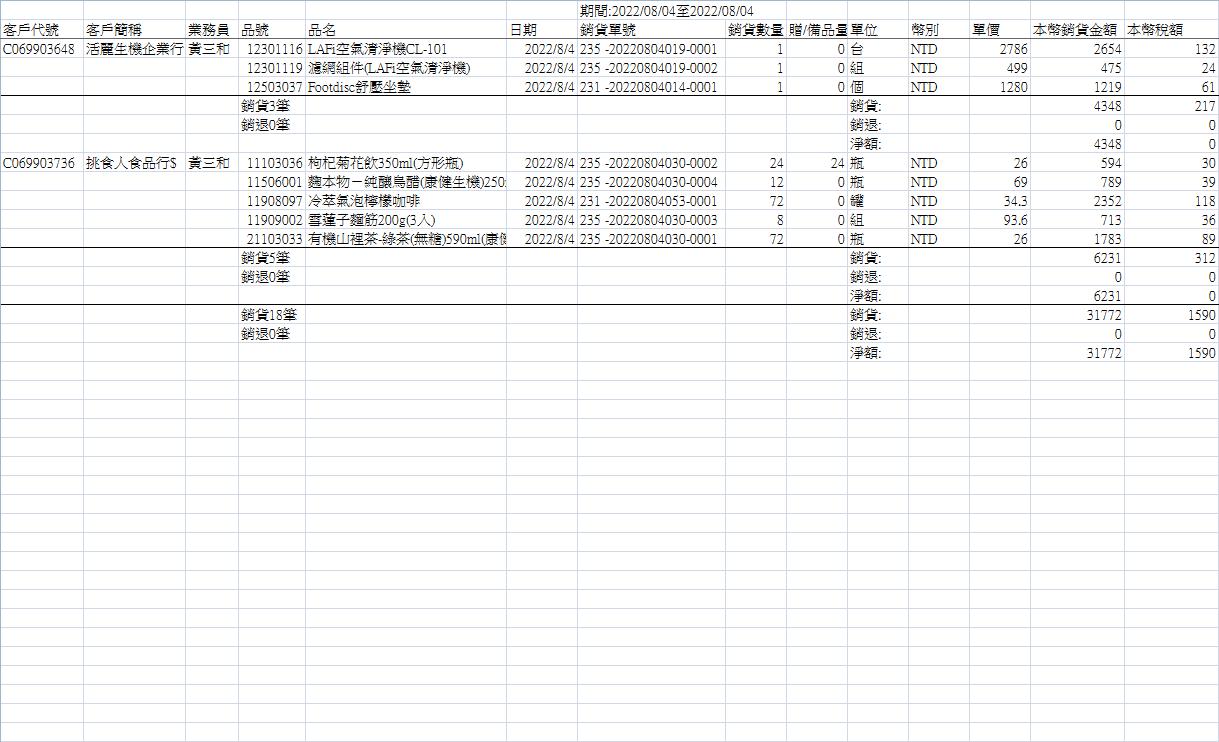 期間:2022/08/04至2022/08/04
客戶代號 客戶簡稱 業務員 品號 品名 日期 銷貨單號 銷貨數量 贈/備品量 單位 幣別 單價 本幣銷貨金額 本幣稅額
C069903648 活麗生機企業行 黃三和 12301116 LAFi空氣清淨機CL-101 2022/8/4 235 -20220804019-0001 1 0 台 NTD 2786 2654 132
12301119 濾網組件(LAFi空氣清淨機) 2022/8/4 235 -20220804019-0002 1 0 組 NTD 499 475 24
12503037 Footdisc舒壓坐墊 2022/8/4 231 -20220804014-0001 1 0 個 NTD 1280 1219 61
銷貨3筆 銷貨: 4348 217
銷退0筆 銷退: 0 0
淨額: 4348 0
C069903736 挑食人食品行$ 黃三和 11103036 枸杞菊花飲350ml(方形瓶) 2022/8/4 235 -20220804030-0002 24 24 瓶 NTD 26 594 30
11506001 麴本物－純釀烏醋(康健生機)250 2022/8/4 235 -20220804030-0004 12 0 瓶 NTD 69 789 39
11908097 冷萃氣泡檸檬咖啡 2022/8/4 231 -20220804053-0001 72 0 罐 NTD 34.3 2352 118
11909002 雪蓮子麵筋200g(3入) 2022/8/4 235 -20220804030-0003 8 0 組 NTD 93.6 713 36
21103033 有機山裡茶-綠茶(無糖)590ml(康健 2022/8/4 235 -20220804030-0001 72 0 瓶 NTD 26 1783 89
銷貨5筆 銷貨: 6231 312
銷退0筆 銷退: 0 0
淨額: 6231 0
銷貨18筆 銷貨: 31772 1590
銷退0筆 銷退: 0 0
淨額: 31772 1590